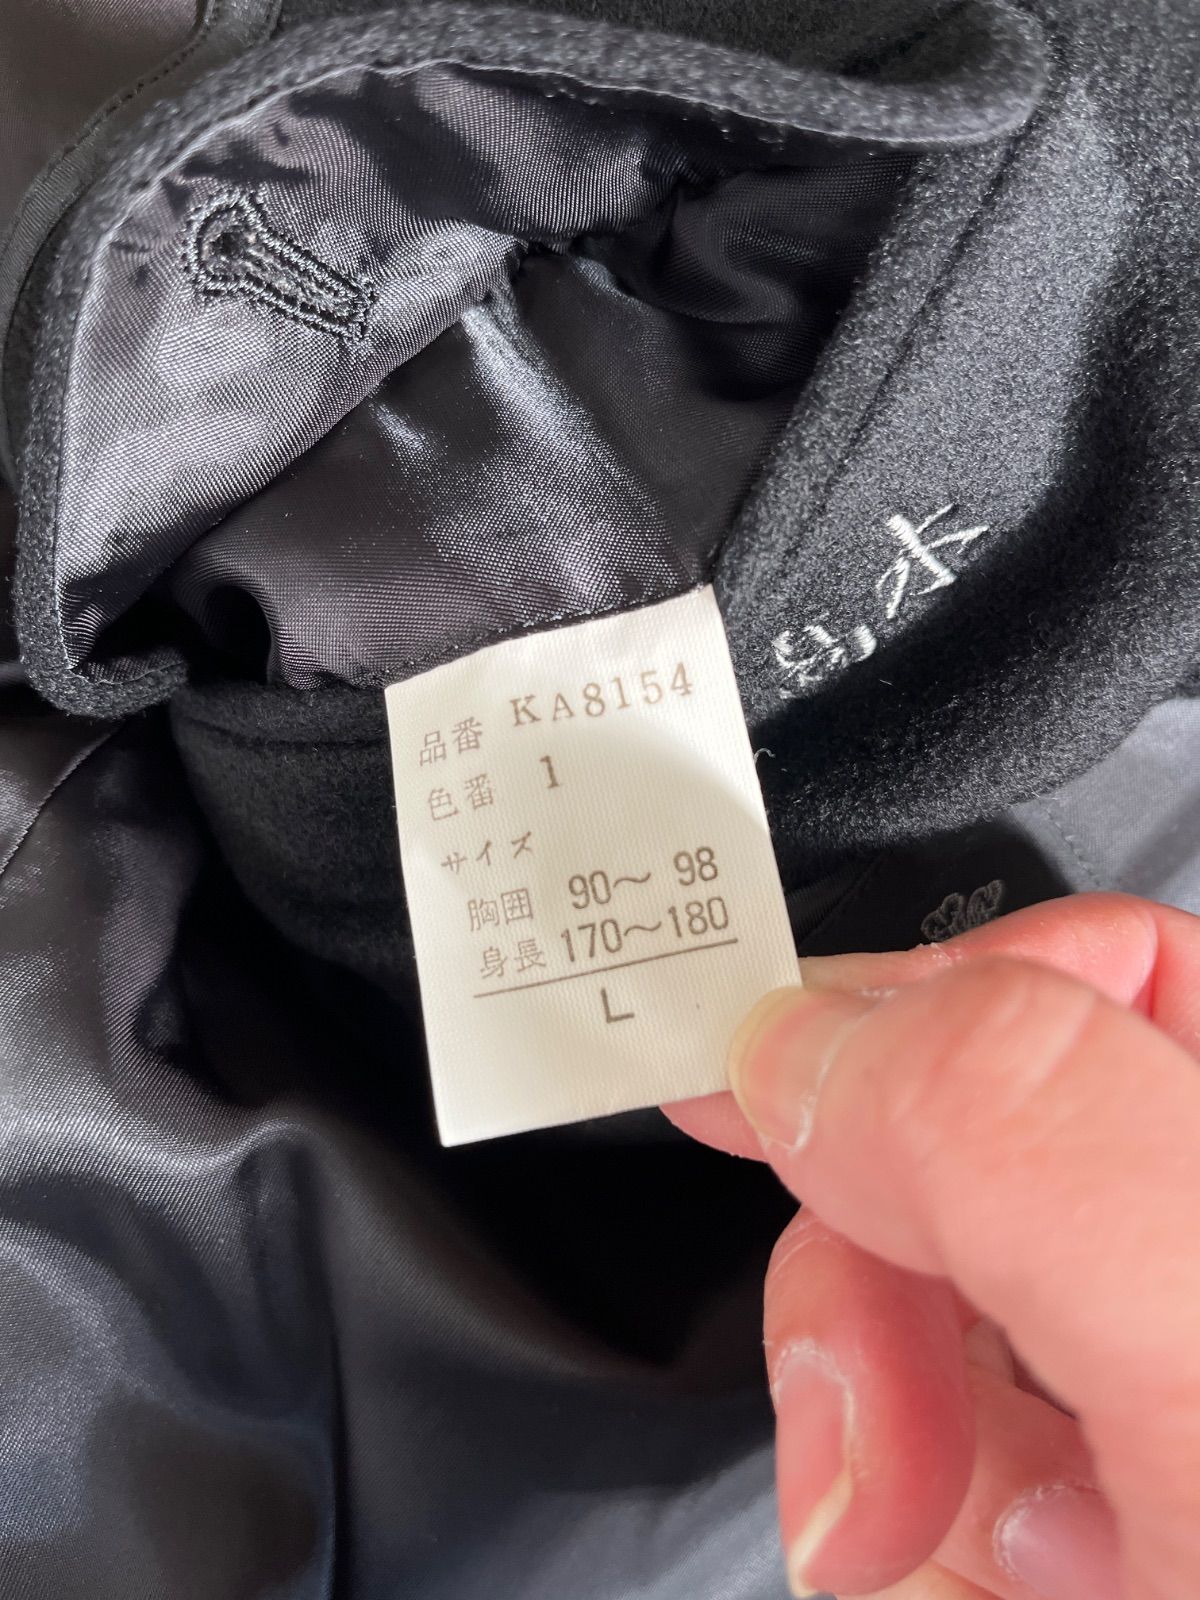 品番 KA8154
色番 1
サイズ
胸囲 90～98
身長 170～180
L